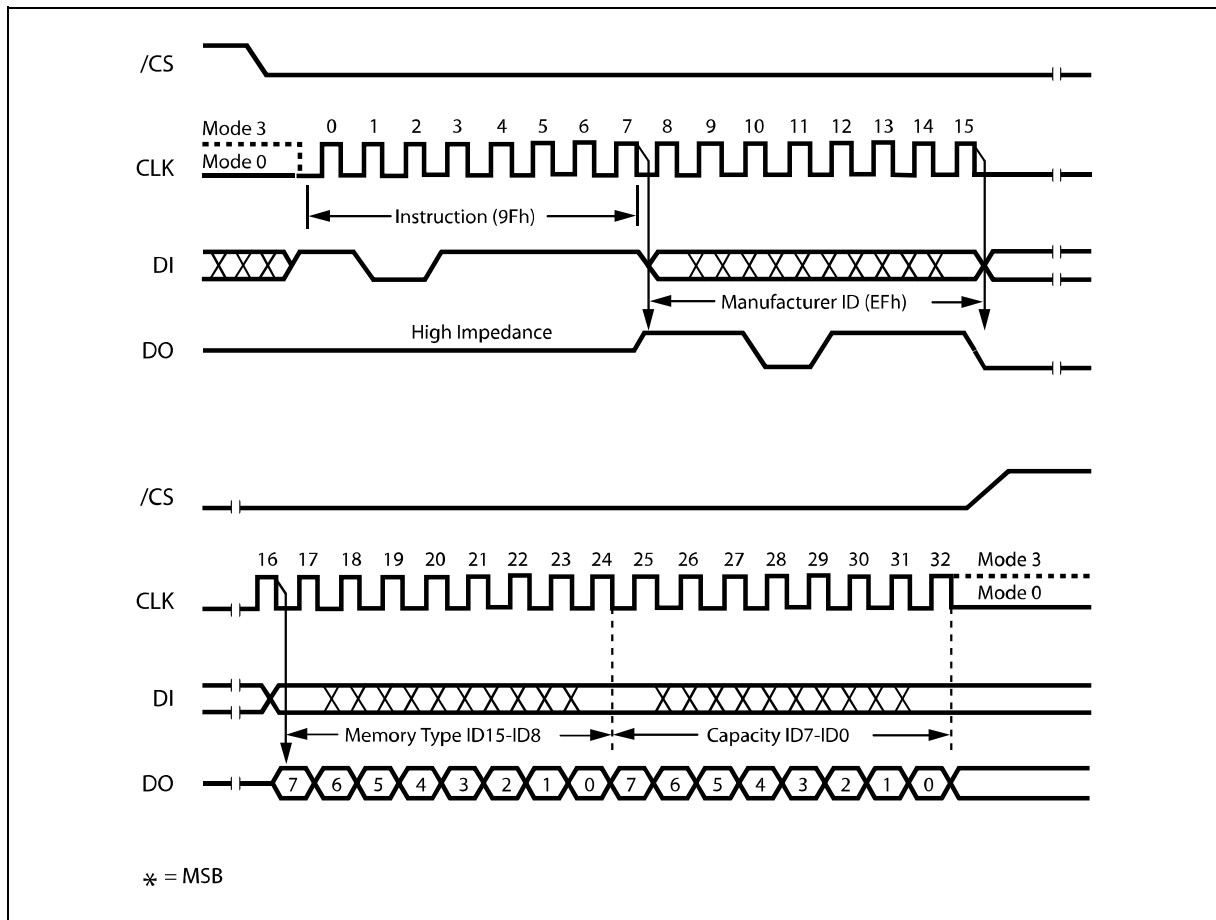 /CS
Mode 3
0 1 2 3 4 5 6 7 8 9 10 11 12 13 14 15
Mode 0
CLK
Instruction (9Fh)
DI
Manufacturer ID (EFh)
High Impedance
DO
/CS
16 17 18 19 20 21 22 23 24 25 26 27 28 29 30 31 32
Mode 3
CLK
Mode 0
DI
Memory Type ID15-ID8
Capacity ID7-ID0
DO
7 6 5 4 3 2 1 0 7 6 5 4 3 2 1 0
* = MSB